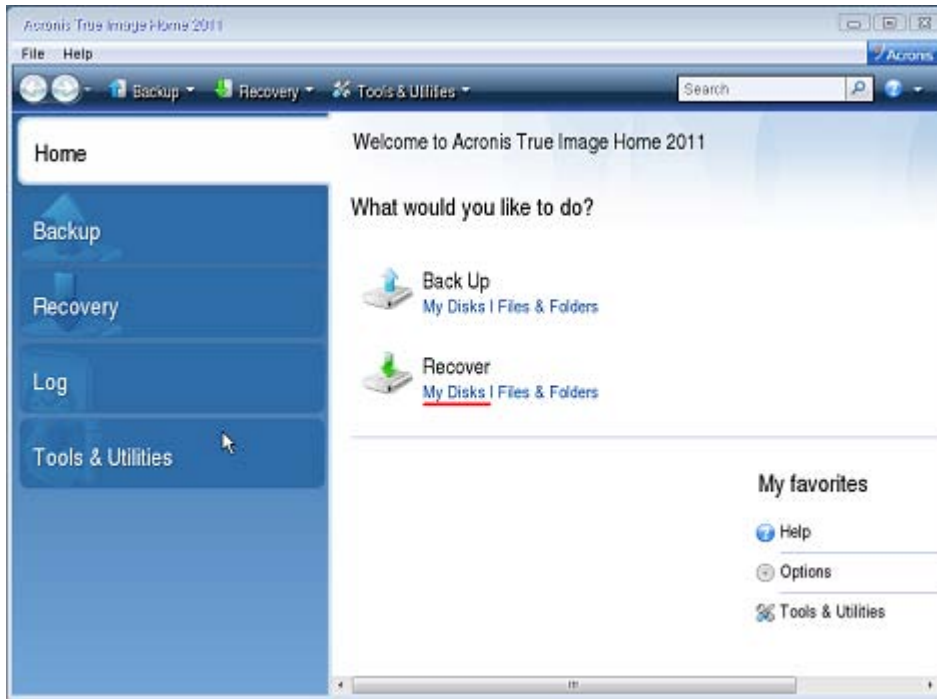 Acronis True Image Home 2011
File Help
Acronis
Backup Recovery Tools & Utilities Search
Home
Backup
Recovery
Log
Tools & Utilities
Welcome to Acronis True Image Home 2011
What would you like to do?
Back Up
My Disks | Files & Folders
Recover
My Disks | Files & Folders
My favorites
Help
Options
Tools & Utilities